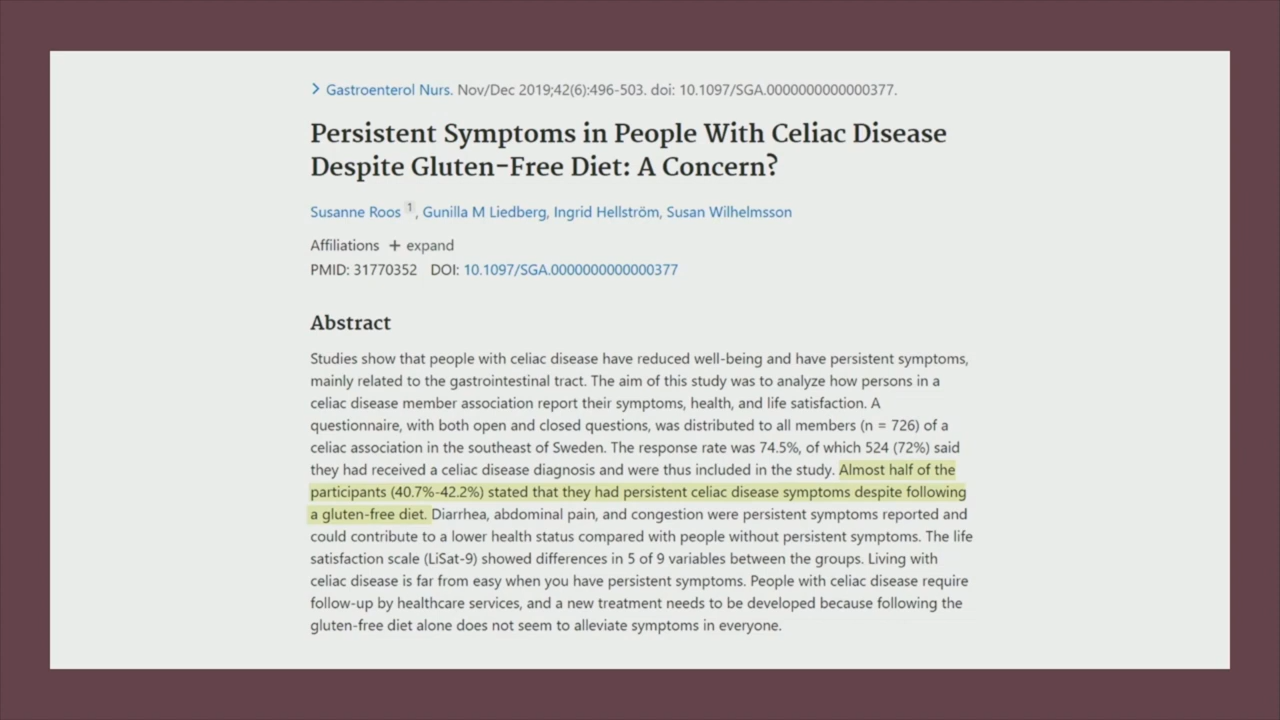 > Gastroenterol Nurs. Nov/Dec 2019;42(6):496-503. doi: 10.1097/SGA.0000000000000377.
Persistent Symptoms in People With Celiac Disease
Despite Gluten-Free Diet: A Concern?
Susanne Roos 1, Gunilla M Liedberg, Ingrid Hellström, Susan Wilhelmsson
Affiliations + expand
PMID: 31770352 DOI: 10.1097/SGA.0000000000000377
Abstract
Studies show that people with celiac disease have reduced well-being and have persistent symptoms,
mainly related to the gastrointestinal tract. The aim of this study was to analyze how persons in a
celiac disease member association report their symptoms, health, and life satisfaction. A
questionnaire, with both open and closed questions, was distributed to all members (n = 726) of a
celiac association in the southeast of Sweden. The response rate was 74.5%, of which 524 (72%) said
they had received a celiac disease diagnosis and were thus included in the study. Almost half of the
participants (40.7%-42.2%) stated that they had persistent celiac disease symptoms despite following
a gluten-free diet. Diarrhea, abdominal pain, and congestion were persistent symptoms reported and
could contribute to a lower health status compared with people without persistent symptoms. The life
satisfaction scale (LiSat-9) showed differences in 5 of 9 variables between the groups. Living with
celiac disease is far from easy when you have persistent symptoms. People with celiac disease require
follow-up by healthcare services, and a new treatment needs to be developed because following the
gluten-free diet alone does not seem to alleviate symptoms in everyone.